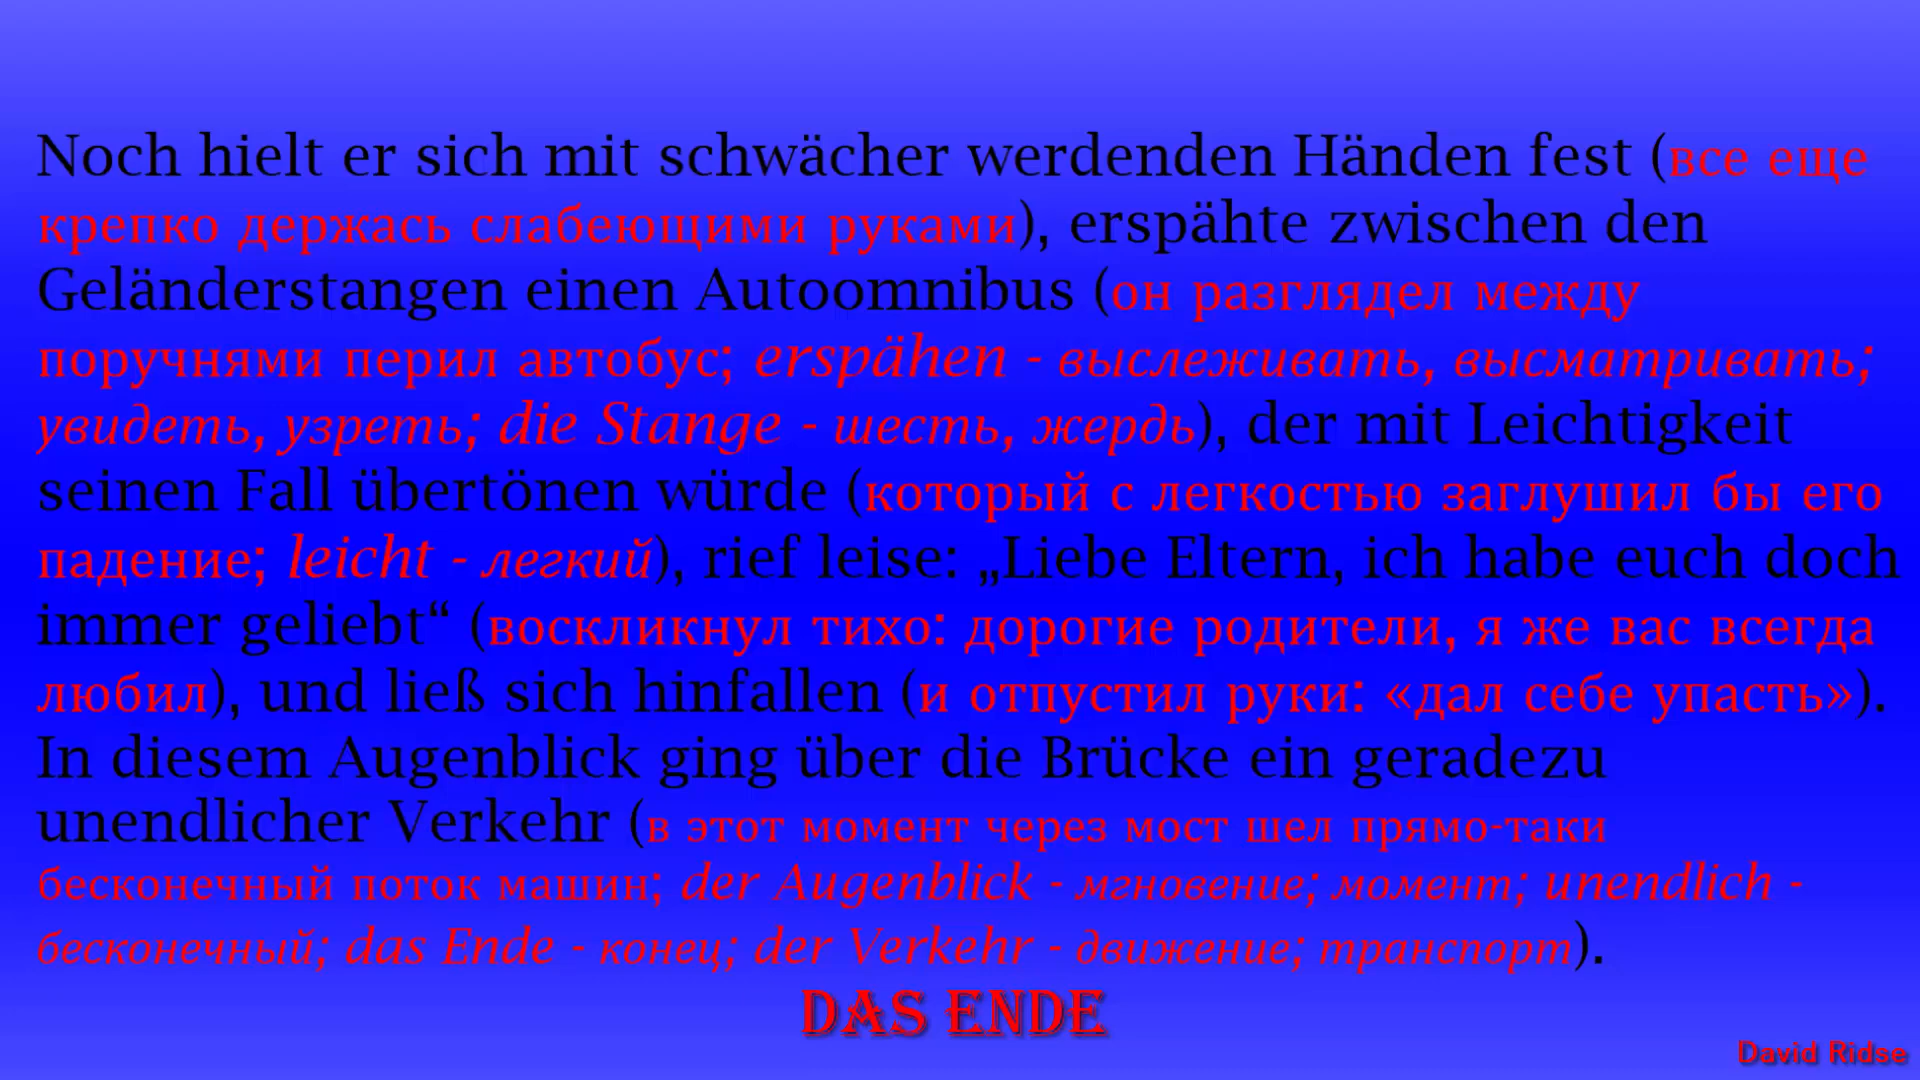 Noch hielt er sich mit schwächer werdenden Händen fest (все еще
крепко держась слабеющими руками), erspähte zwischen den
Geländerstangen einen Autoomnibus (он разглядел между
поручнями перил автобус; erspähen - выслеживать, высматривать;
увидеть, узреть; die Stange - шесть, жердь), der mit Leichtigkeit
seinen Fall übertönen würde (который с легкостью заглушил бы его
падение; leicht - легкий), rief leise: „Liebe Eltern, ich habe euch doch
immer geliebt“ (воскликнул тихо: дорогие родители, я же вас всегда
любил), und ließ sich hinfallen (и отпустил руки: «дал себе упасть»).
In diesem Augenblick ging über die Brücke ein geradezu
unendlicher Verkehr (в этот момент через мост шел прямо-таки
бесконечный поток машин; der Augenblick - мгновение; момент; unendlich -
бесконечный; das Ende - конец; der Verkehr - движение; транспорт).
DAS ENDE
David Ridse